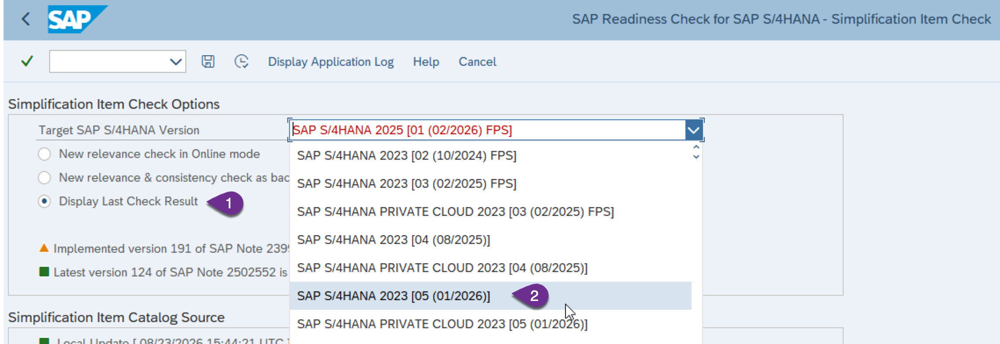 SAP
SAP Readiness Check for SAP S/4HANA - Simplification Item Check
Display Application Log Help Cancel
Simplification Item Check Options
Target SAP S/4HANA Version SAP S/4HANA 2025 [01 (02/2026) FPS]
New relevance check in Online mode
SAP S/4HANA 2023 [02 (10/2024) FPS]
New relevance & consistency check as
SAP S/4HANA 2023 [03 (02/2025) FPS]
Display Last Check Result 1
SAP S/4HANA PRIVATE CLOUD 2023 [03 (02/2025) FPS]
SAP S/4HANA 2023 [04 (08/2025)]
Implemented version 191 of SAP Note
SAP S/4HANA PRIVATE CLOUD 2023 [04 (08/2025)]
Latest version 124 of SAP Note 2502552 is
SAP S/4HANA 2023 [05 (01/2026)] 2
Simplification Item Catalog Source
SAP S/4HANA PRIVATE CLOUD 2023 [05 (01/2026)]
Local Update [ 08/23/2026 15:44:21 UTC ]